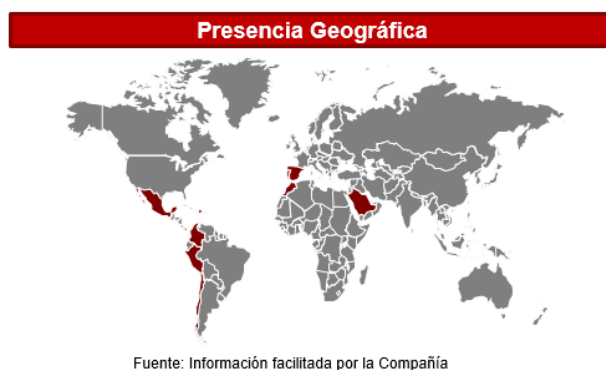 Presencia Geográfica
Fuente: Información facilitada por la Compañía